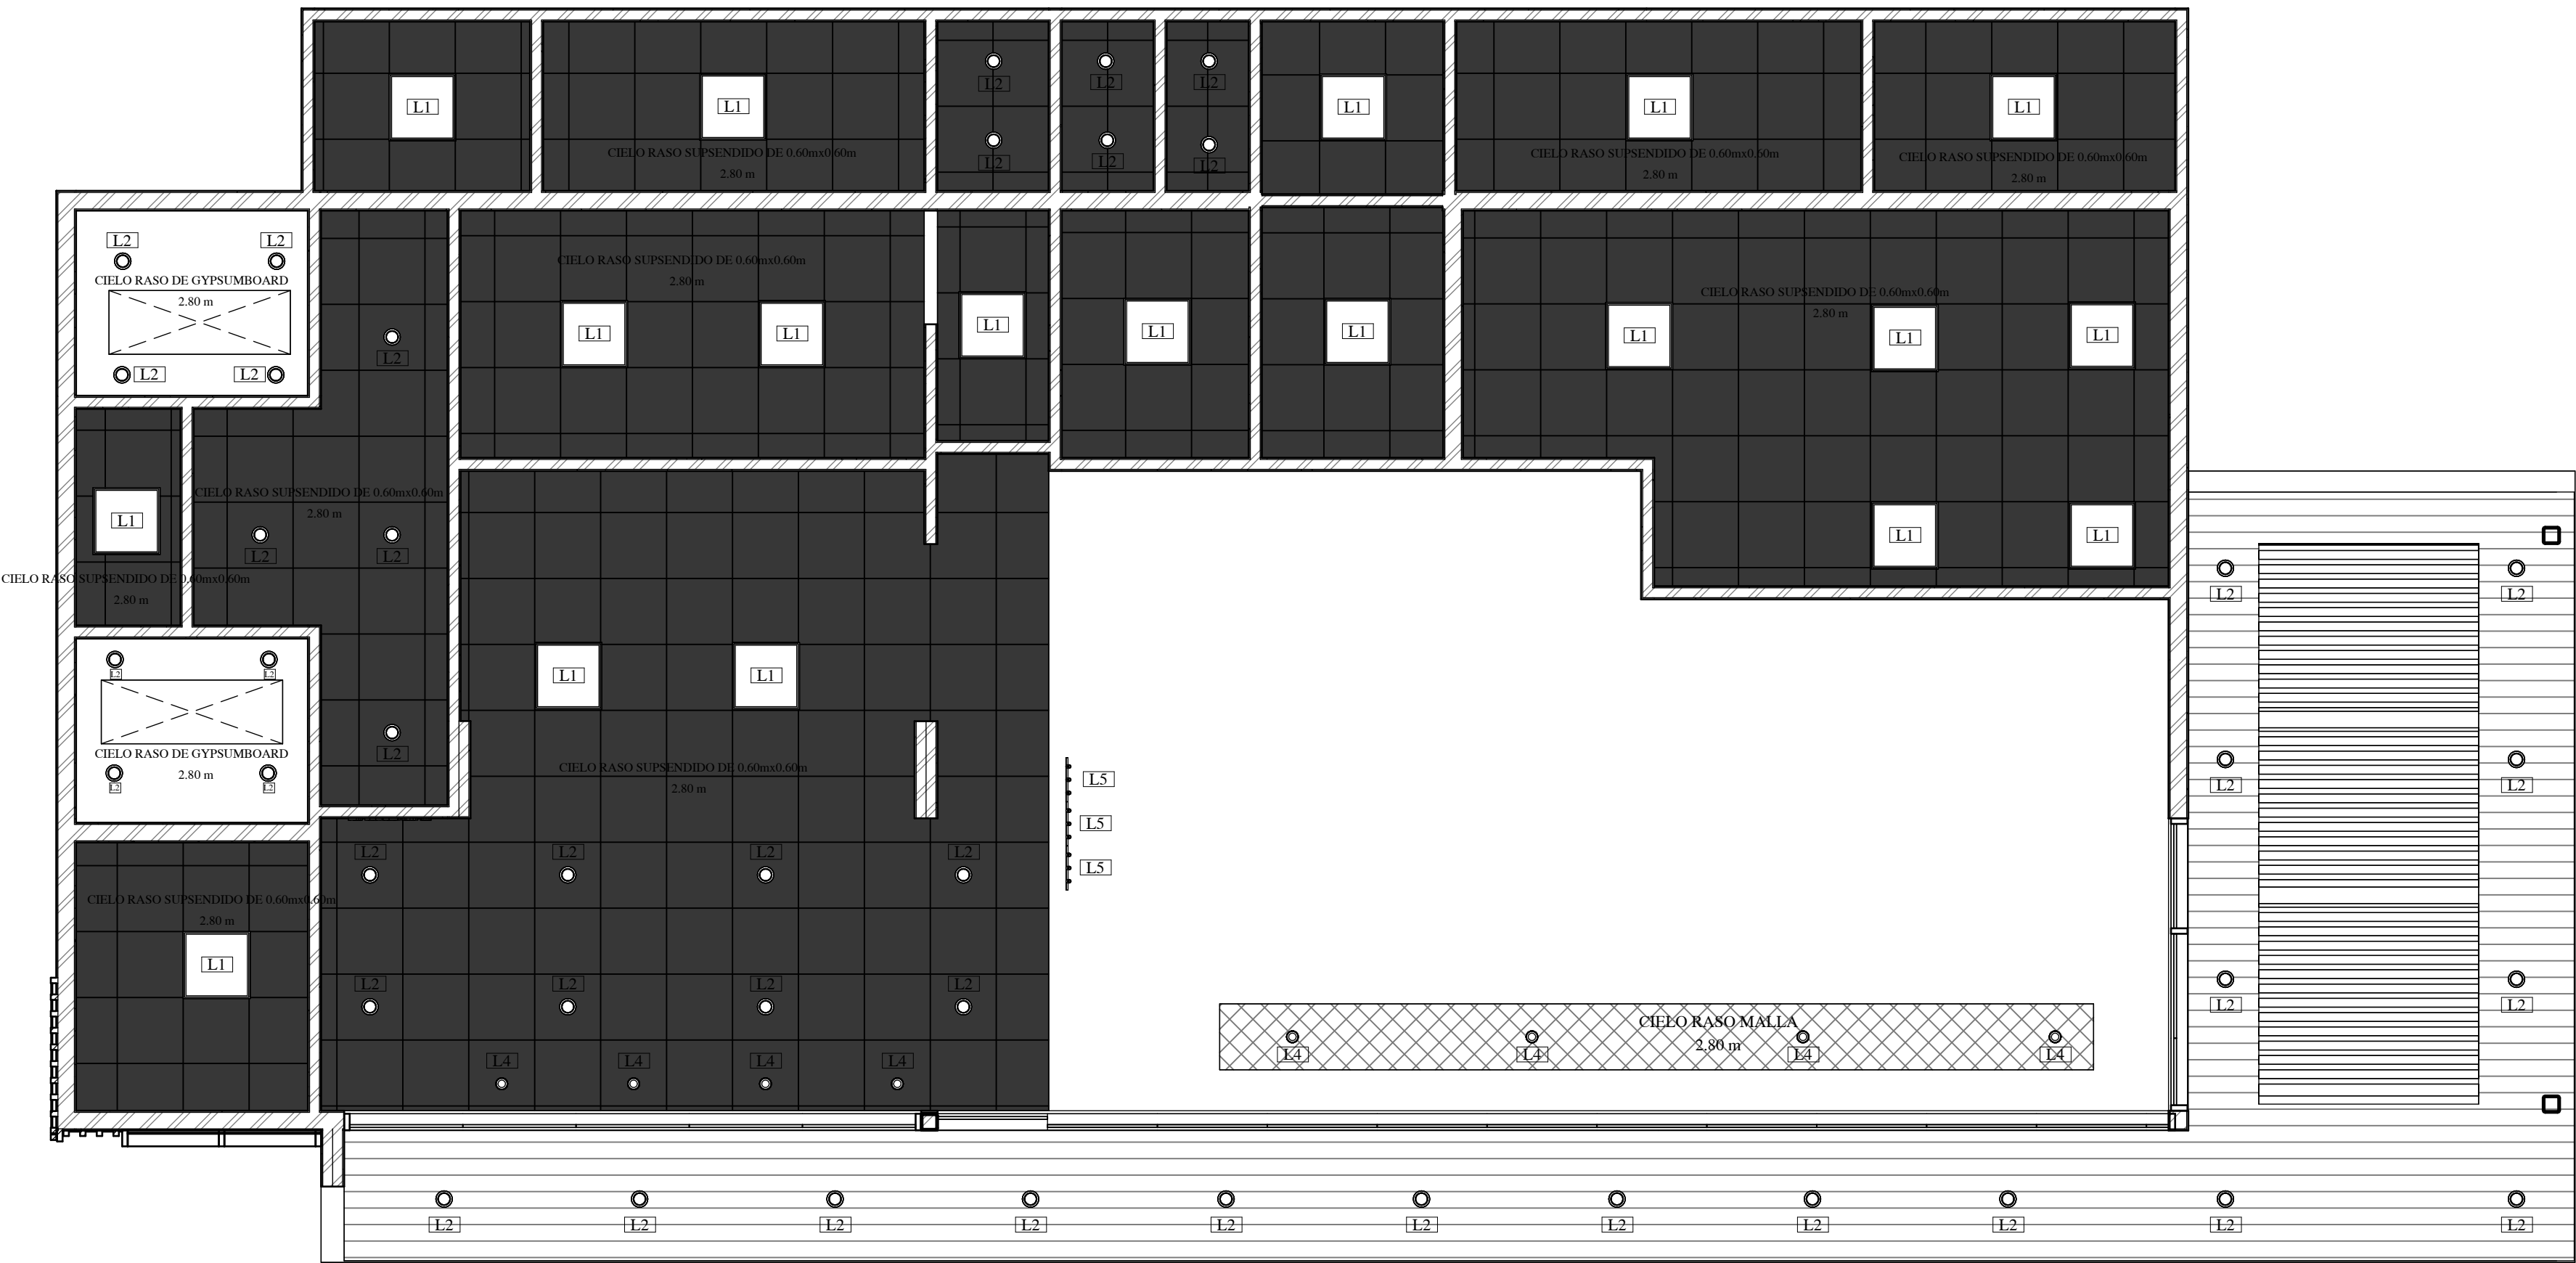 L2 L2 L2
L1 L1 L1 L1 L1
L2 L2 L2
CIELO RASO SUPSENDIDO DE 0.60mx0.60m
2.80 m
CIELO RASO SUPSENDIDO DE 0.60mx0.60m
2.80 m
CIELO RASO SUPSENDIDO DE 0.60mx0.60m
2.80 m
L2 L2
CIELO RASO DE GYPSUMBOARD
2.80 m
L2 L2
L2
CIELO RASO SUPSENDIDO DE 0.60mx0.60m
2.80 m
L1 L1 L1 L1 L1
CIELO RASO SUPSENDIDO DE 0.60mx0.60m
2.80 m
L1 L1 L1
L1 L1
CIELO RASO SUPSENDIDO DE 0.60mx0.60m
2.80 m
L2 L2
L1
CIELO RASO SUPSENDIDO DE 0.60mx0.60m
2.80 m
L2 L2
L2 L2
CIELO RASO DE GYPSUMBOARD
2.80 m
L2 L2
L2
L1 L1
CIELO RASO SUPSENDIDO DE 0.60mx0.60m
2.80 m
L5
L5
L5
L2 L2
L2 L2 L2 L2
CIELO RASO SUPSENDIDO DE 0.60mx0.60m
2.80 m
L1
L2 L2 L2 L2
L2 L2
L4 L4 L4 L4
CIELO RASO MALLA
2.80 m
L4 L4 L4 L4
L2 L2 L2 L2 L2 L2 L2 L2 L2 L2 L2